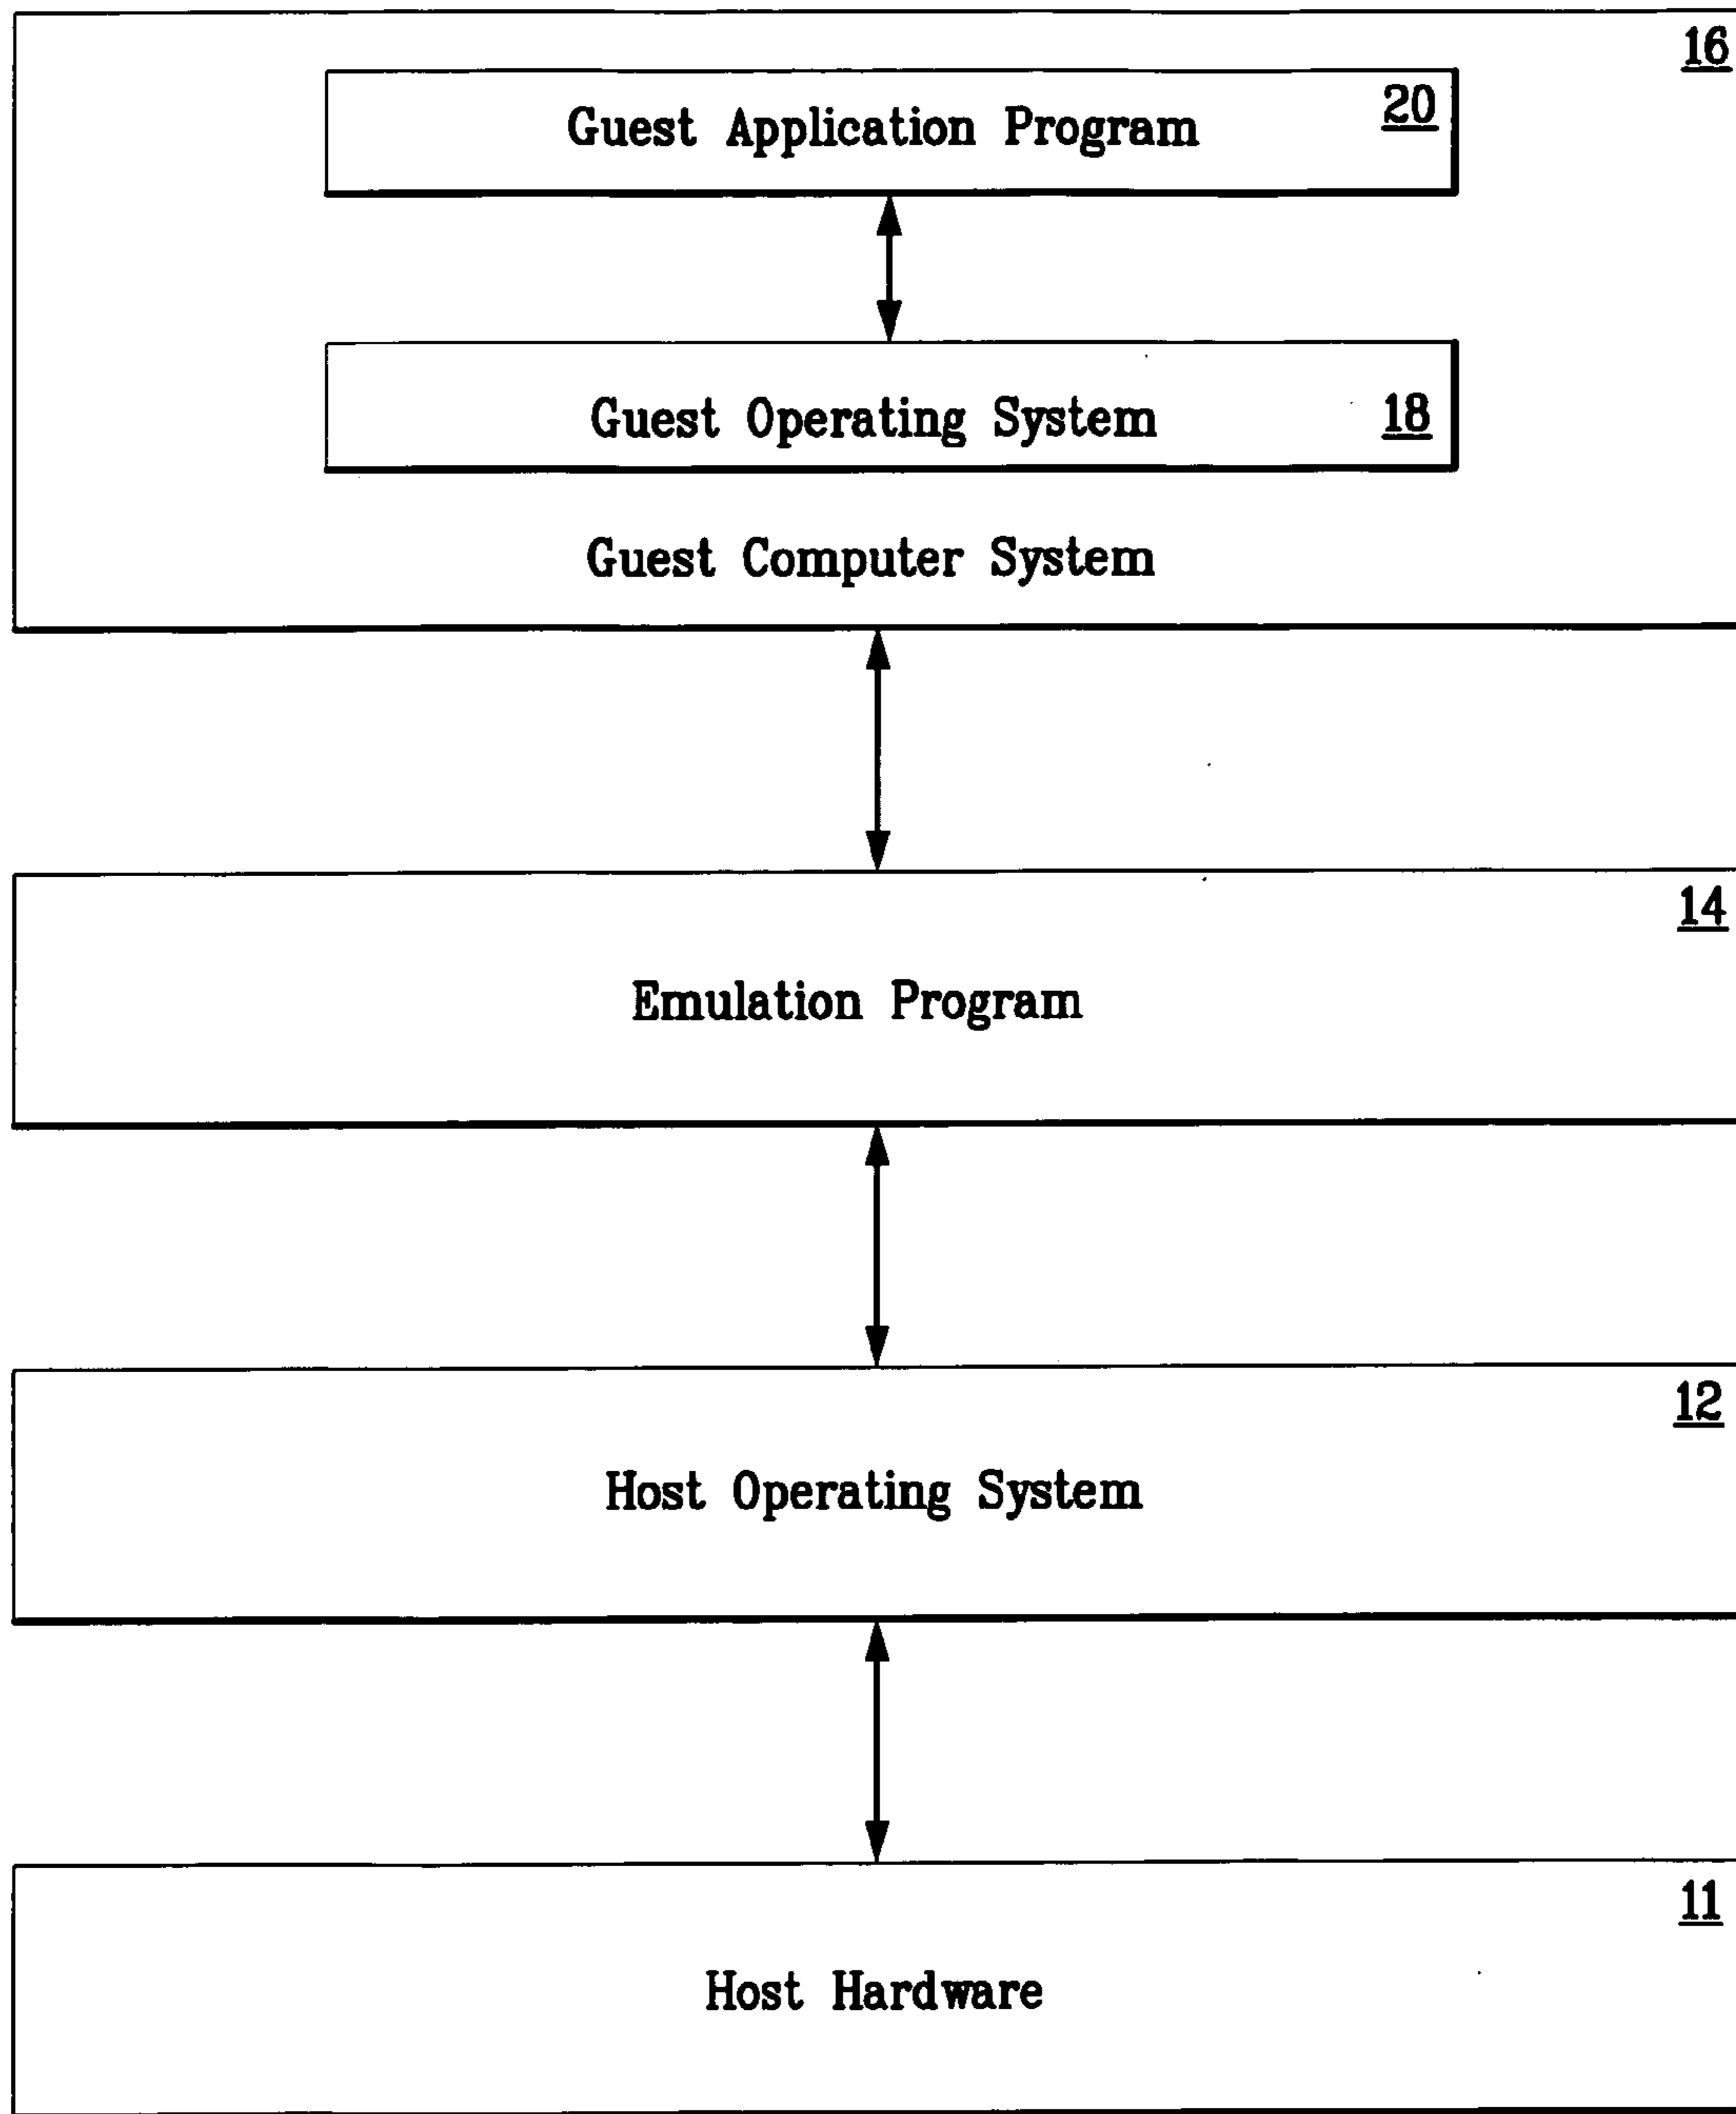 16
Guest Application Program 20
Guest Operating System 18
Guest Computer System
14
Emulation Program
12
Host Operating System
11
Host Hardware